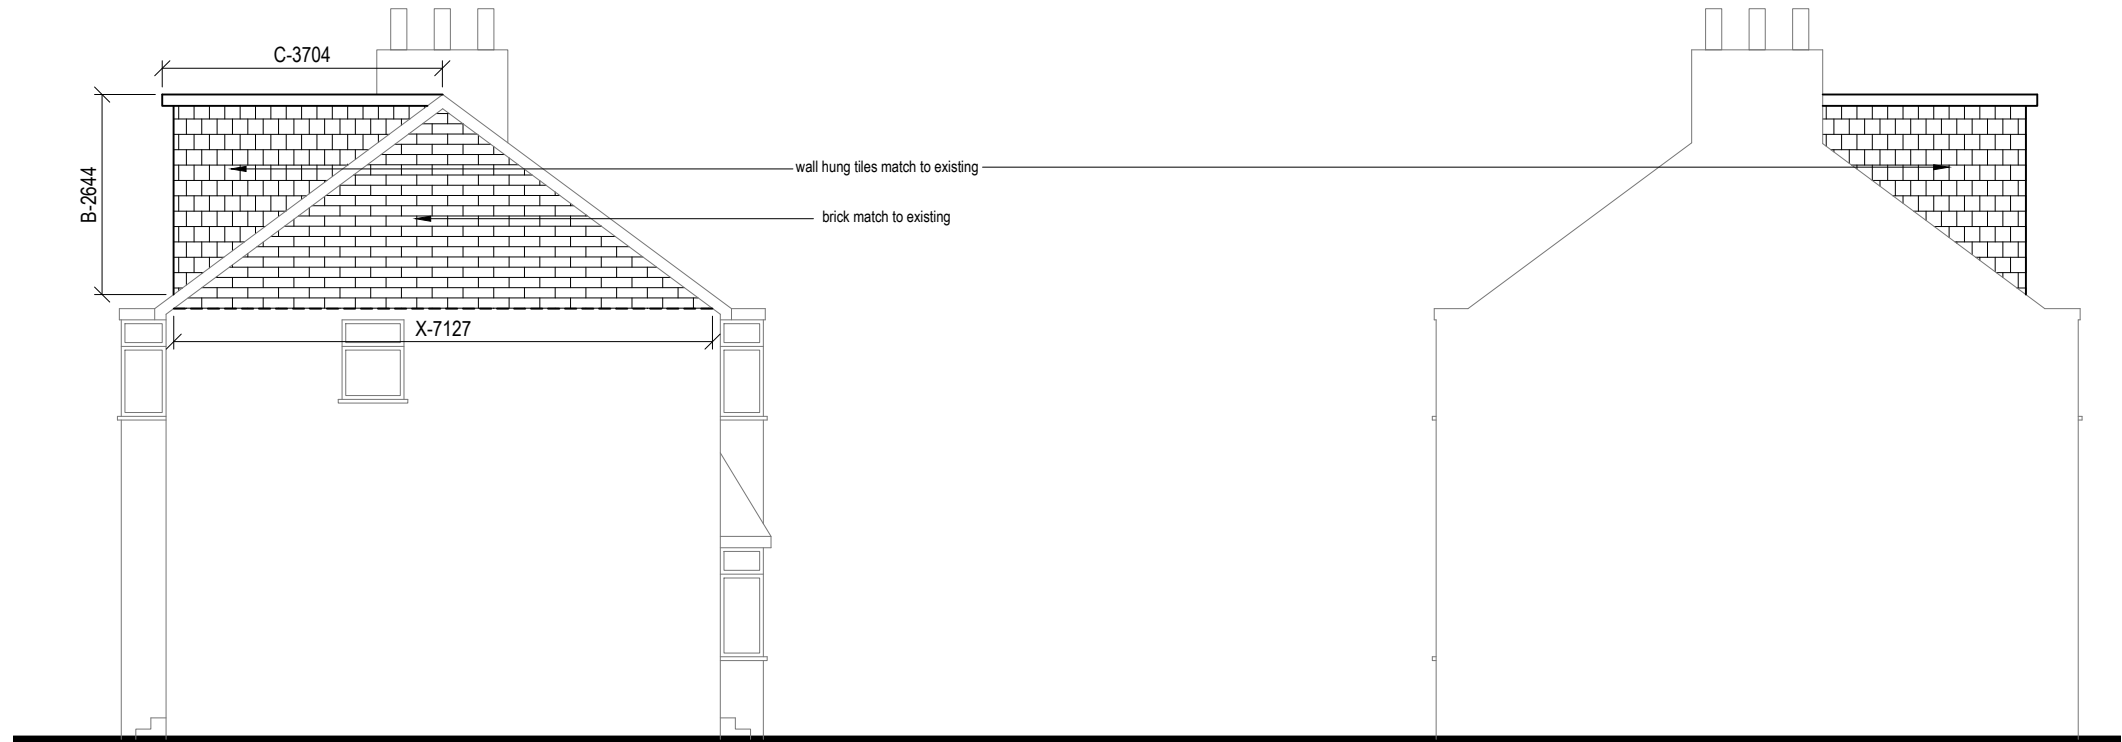 C-3704
B-2644
wall hung tiles match to existing
brick match to existing
X-7127